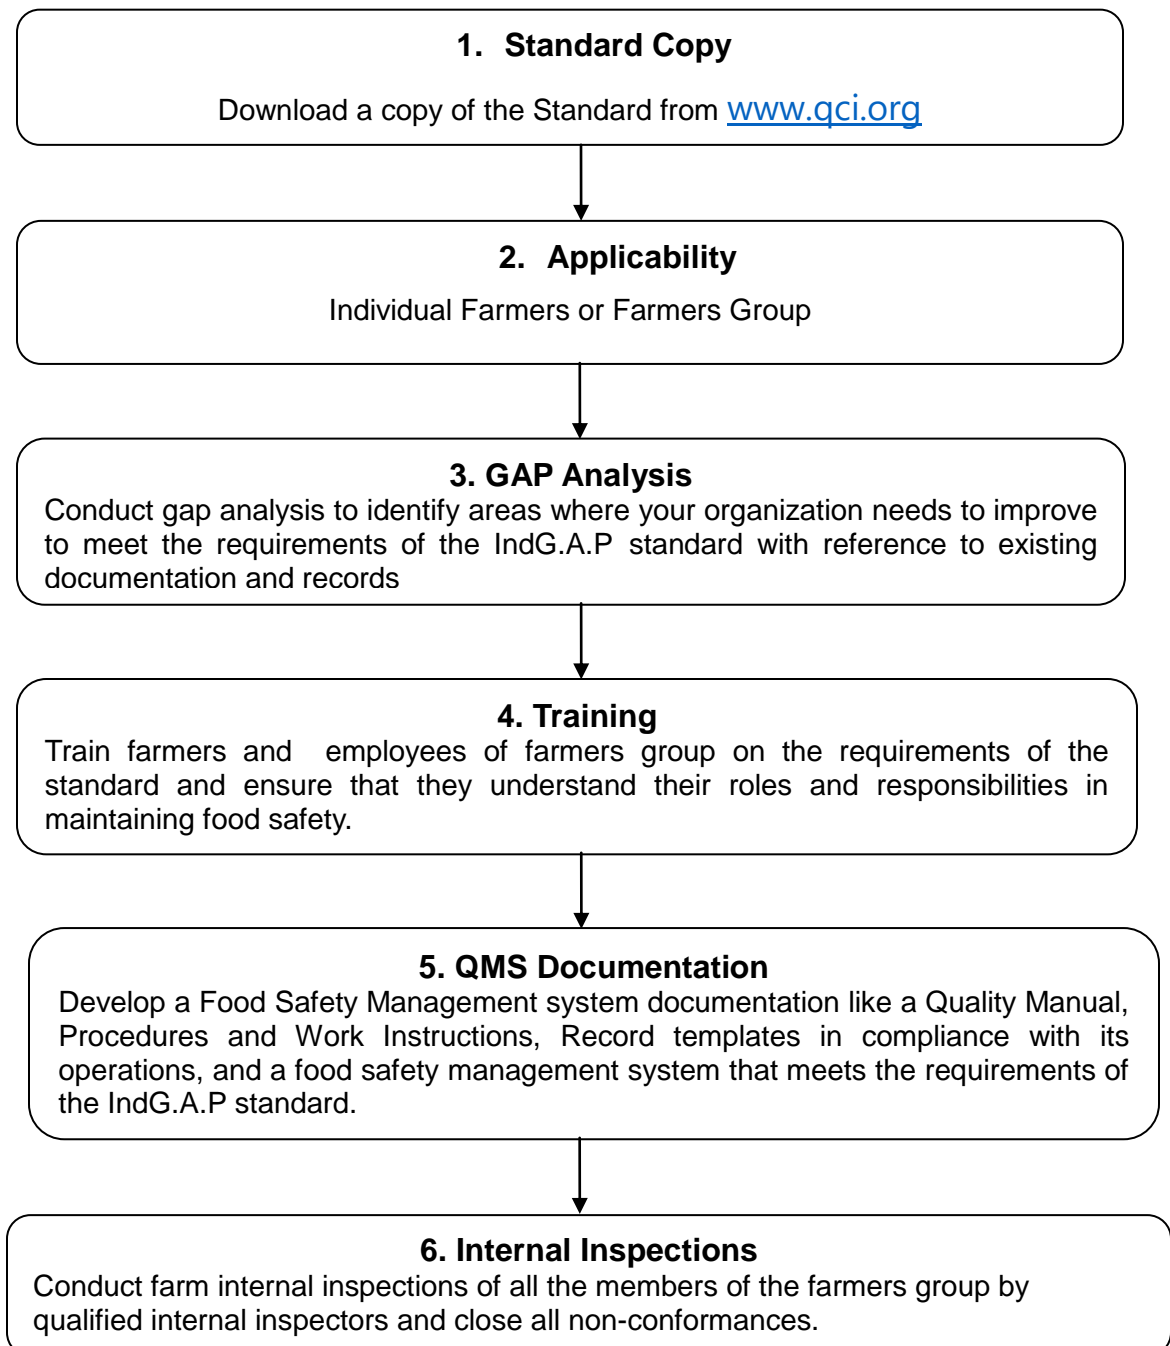 1. Standard Copy
Download a copy of the Standard from www.qci.org
2. Applicability
Individual Farmers or Farmers Group
3. GAP Analysis
Conduct gap analysis to identify areas where your organization needs to improve
to meet the requirements of the IndG.A.P standard with reference to existing
documentation and records
4. Training
Train farmers and employees of farmers group on the requirements of the
standard and ensure that they understand their roles and responsibilities in
maintaining food safety.
5. QMS Documentation
Develop a Food Safety Management system documentation like a Quality Manual,
Procedures and Work Instructions, Record templates in compliance with its
operations, and a food safety management system that meets the requirements of
the IndG.A.P standard.
6. Internal Inspections
Conduct farm internal inspections of all the members of the farmers group by
qualified internal inspectors and close all non-conformances.